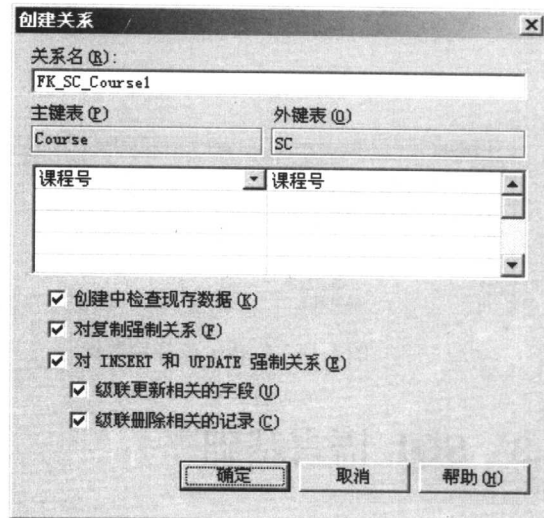 创建关系
关系名(R):
FK_SC_Course1
主键表(P) 外键表(O)
Course SC
课程号 课程号
创建中检查现存数据(K)
对复制强制关系(F)
对 INSERT 和 UPDATE 强制关系(E)
级联更新相关的字段(U)
级联删除相关的记录(C)
确定 取消 帮助(H)